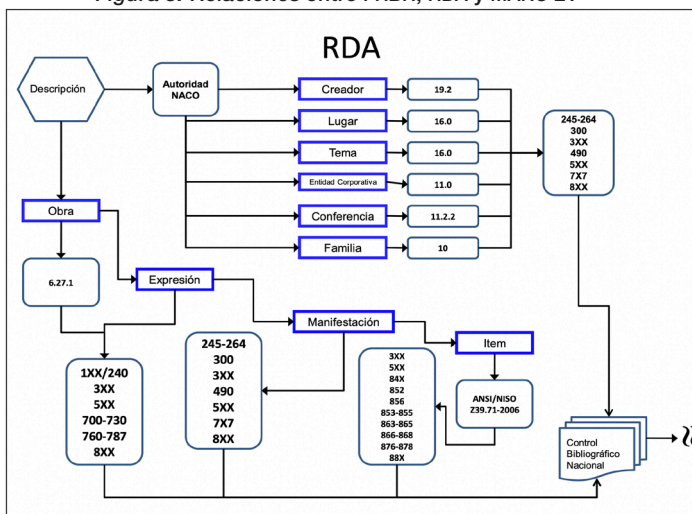 RDA
Descripción
Autoridad
NACO
Creador
19.2
Lugar
16.0
Tema
16.0
Entidad Corporativa
11.0
Conferencia
11.2.2
Familia
10
245-264
300
3XX
490
5XX
7X7
8XX
Obra
6.27.1
Expresión
Manifestación
Item
1XX/240
3XX
5XX
700-730
760-787
8XX
245-264
300
3XX
490
5XX
7X7
8XX
3XX
5XX
84X
852
856
853-855
863-865
866-868
876-878
88X
ANSI/NISO
Z39.71-2006
Control
Bibliográfico
Nacional